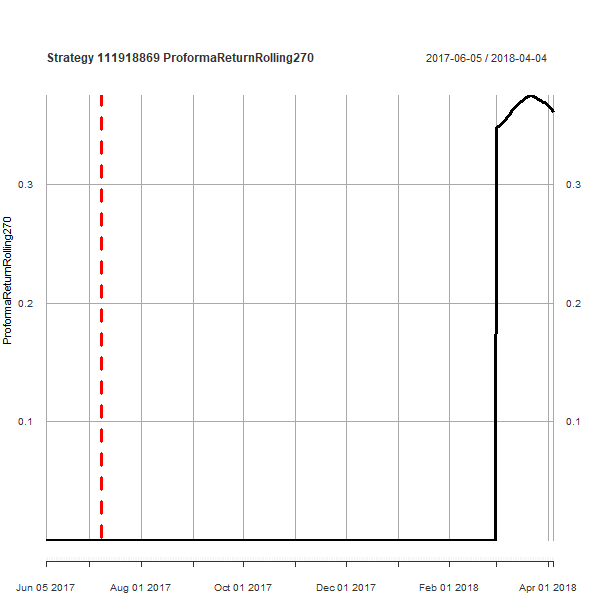 Strategy 111918869 ProformaReturnRolling270
2017-06-05 / 2018-04-04
ProformaReturnRolling270
0.3
0.3
0.2
0.2
0.1
0.1
Jun 05 2017
Aug 01 2017
Oct 01 2017
Dec 01 2017
Feb 01 2018
Apr 01 2018